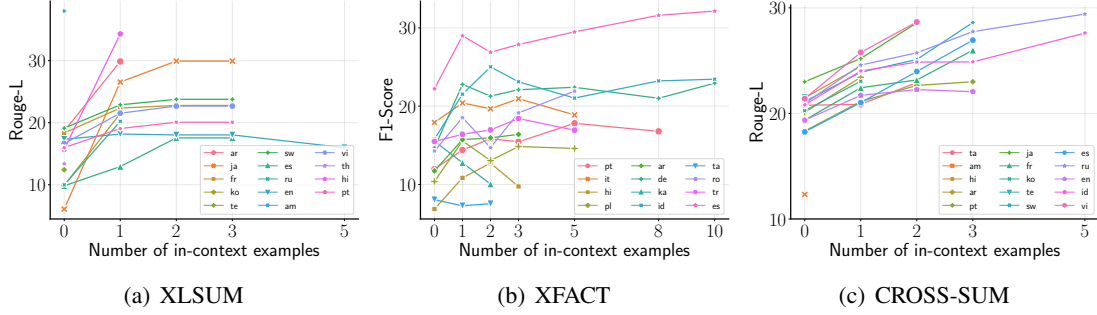 Rouge-L
30
20
10
0 1 2 3 5
Number of in-context examples
ar sw vi
ja es th
fr ru hi
ko en pt
te am
(a) XLSUM
F1-Score
30
20
10
0 1 2 3 5 8 10
Number of in-context examples
pt ar ta
it de ro
hi ka tr
pl id es
(b) XFACT
Rouge-L
30
20
10
0 1 2 3 5
Number of in-context examples
ta ja es
am fr ru
hi ko en
ar te id
pt sw vi
(c) CROSS-SUM